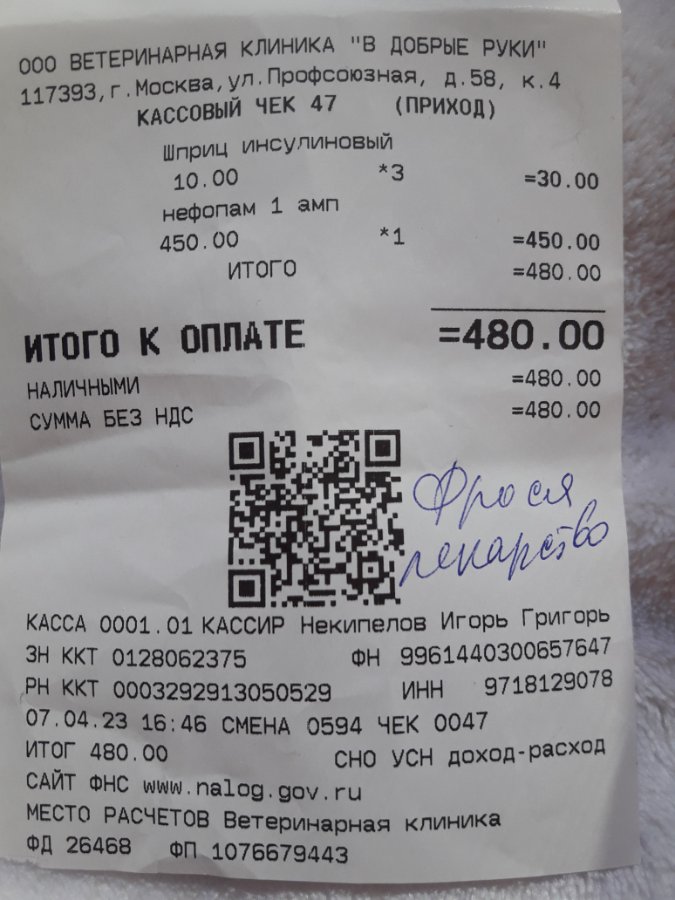 ООО ВЕТЕРИНАРНАЯ КЛИНИКА "В ДОБРЫЕ РУКИ"
117393,г.Москва,ул.Профсоюзная, д.58, к.4
КАССОВЫЙ ЧЕК 47 (ПРИХОД)
Шприц инсулиновый
10.00 *3 =30.00
нефопам 1 амп
450.00 *1 =450.00
ИТОГО =480.00
ИТОГО К ОПЛАТЕ =480.00
НАЛИЧНЫМИ =480.00
СУММА БЕЗ НДС =480.00
Фрося
лекарство
КАССА 0001.01 КАССИР Некипелов Игорь Григорь
ЗН ККТ 0128062375 ФН 9961440300657647
РН ККТ 0003292913050529 ИНН 9718129078
07.04.23 16:46 СМЕНА 0594 ЧЕК 0047
ИТОГ 480.00 СНО УСН доход-расход
САЙТ ФНС www.nalog.gov.ru
МЕСТО РАСЧЕТОВ Ветеринарная клиника
ФД 26468 ФП 1076679443